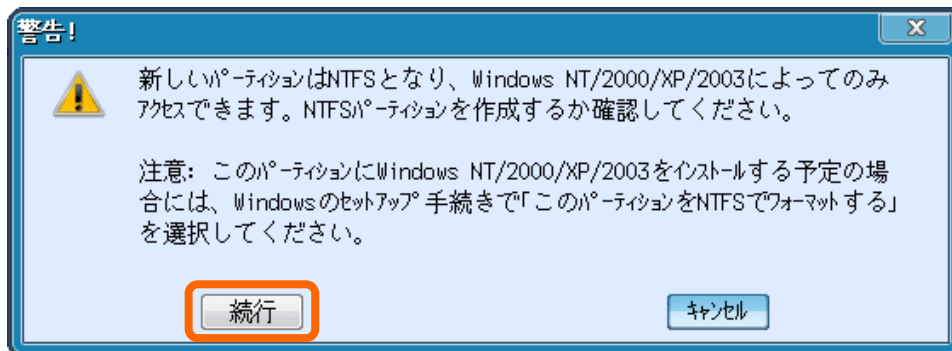 警告!
X
新しいﾊﾟｰﾃｨｼｮﾝはNTFSとなり、Windows NT/2000/XP/2003によってのみ
ｱｸｾｽできます。NTFSﾊﾟｰﾃｨｼｮﾝを作成するか確認してください。
注意: このﾊﾟｰﾃｨｼｮﾝにWindows NT/2000/XP/2003をｲﾝｽﾄｰﾙする予定の場
合には、Windowsのｾｯﾄｱｯﾌﾟ手続きで｢このﾊﾟｰﾃｨｼｮﾝをNTFSでﾌｫｰﾏｯﾄする｣
を選択してください。
続行
ｷｬﾝｾﾙ